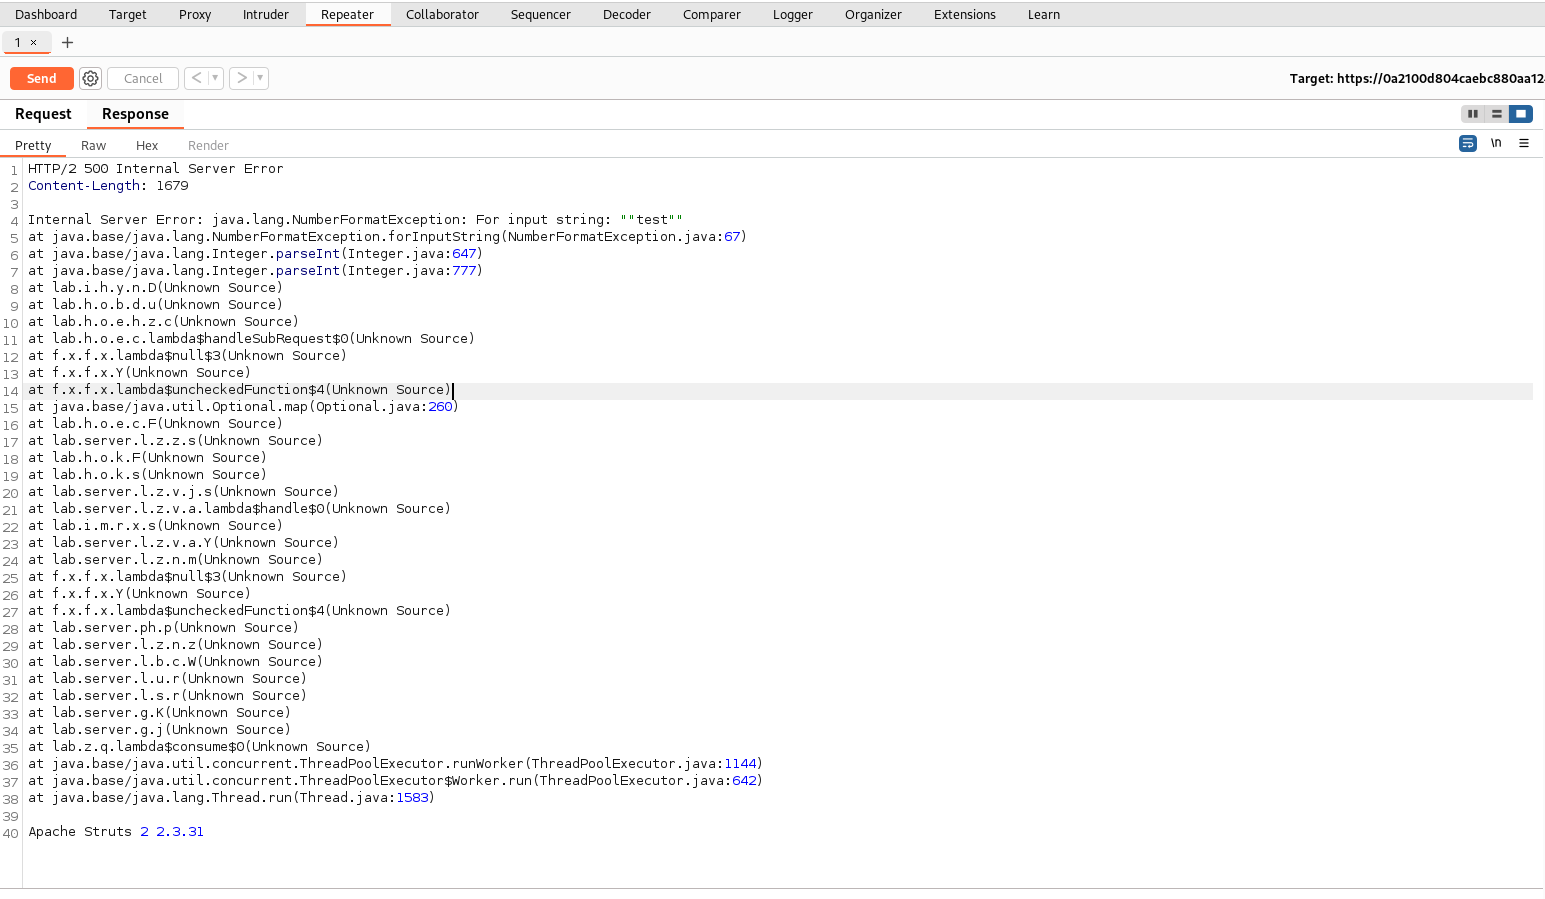 Dashboard Target Proxy Intruder Repeater Collaborator Sequencer Decoder Comparer Logger Organizer Extensions Learn
1 × +
Send Cancel < ▼ > ▼ Target: https://0a2100d804caebc880aa12
Request Response
Pretty Raw Hex Render \n
1 HTTP/2 500 Internal Server Error
2 Content-Length: 1679
3
4 Internal Server Error: java.lang.NumberFormatException: For input string: ""test""
5 at java.base/java.lang.NumberFormatException.forInputString(NumberFormatException.java:67)
6 at java.base/java.lang.Integer.parseInt(Integer.java:647)
7 at java.base/java.lang.Integer.parseInt(Integer.java:777)
8 at lab.i.h.y.n.D(Unknown Source)
9 at lab.h.o.b.d.u(Unknown Source)
10 at lab.h.o.e.h.z.c(Unknown Source)
11 at lab.h.o.e.c.lambda$handleSubRequest$0(Unknown Source)
12 at f.x.f.x.lambda$null$3(Unknown Source)
13 at f.x.f.x.Y(Unknown Source)
14 at f.x.f.x.lambda$uncheckedFunction$4(Unknown Source)
15 at java.base/java.util.Optional.map(Optional.java:260)
16 at lab.h.o.e.c.F(Unknown Source)
17 at lab.server.l.z.z.s(Unknown Source)
18 at lab.h.o.k.F(Unknown Source)
19 at lab.h.o.k.s(Unknown Source)
20 at lab.server.l.z.v.j.s(Unknown Source)
21 at lab.server.l.z.v.a.lambda$handle$0(Unknown Source)
22 at lab.i.m.r.x.s(Unknown Source)
23 at lab.server.l.z.v.a.Y(Unknown Source)
24 at lab.server.l.z.n.m(Unknown Source)
25 at f.x.f.x.lambda$null$3(Unknown Source)
26 at f.x.f.x.Y(Unknown Source)
27 at f.x.f.x.lambda$uncheckedFunction$4(Unknown Source)
28 at lab.server.ph.p(Unknown Source)
29 at lab.server.l.z.n.z(Unknown Source)
30 at lab.server.l.b.c.W(Unknown Source)
31 at lab.server.l.u.r(Unknown Source)
32 at lab.server.l.s.r(Unknown Source)
33 at lab.server.g.K(Unknown Source)
34 at lab.server.g.j(Unknown Source)
35 at lab.z.q.lambda$consume$0(Unknown Source)
36 at java.base/java.util.concurrent.ThreadPoolExecutor.runWorker(ThreadPoolExecutor.java:1144)
37 at java.base/java.util.concurrent.ThreadPoolExecutor$Worker.run(ThreadPoolExecutor.java:642)
38 at java.base/java.lang.Thread.run(Thread.java:1583)
39
40 Apache Struts 2 2.3.31